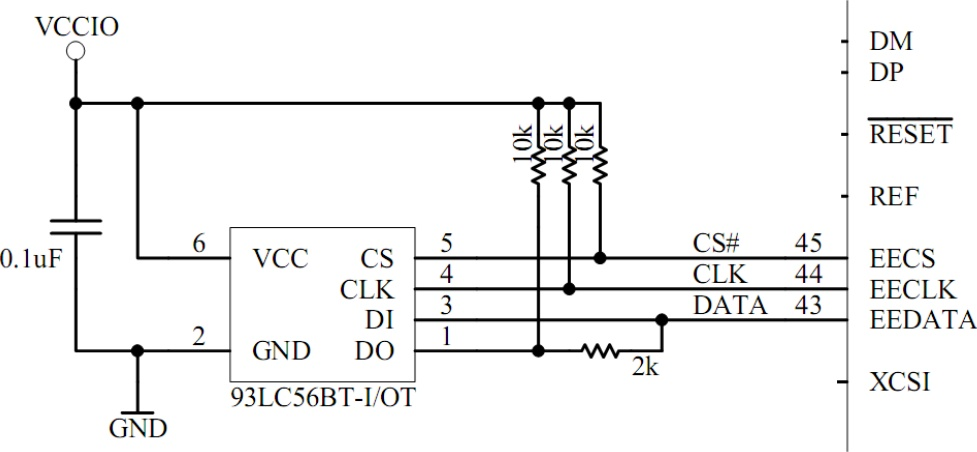 VCCIO
DM
DP
RESET
10k
10k
10k
REF
0.1uF
6
VCC
CS
5
CS#
45
EECS
CLK
4
CLK
44
EECLK
DI
3
DATA
43
EEDATA
2
GND
DO
1
2k
XCSI
93LC56BT-I/OT
GND